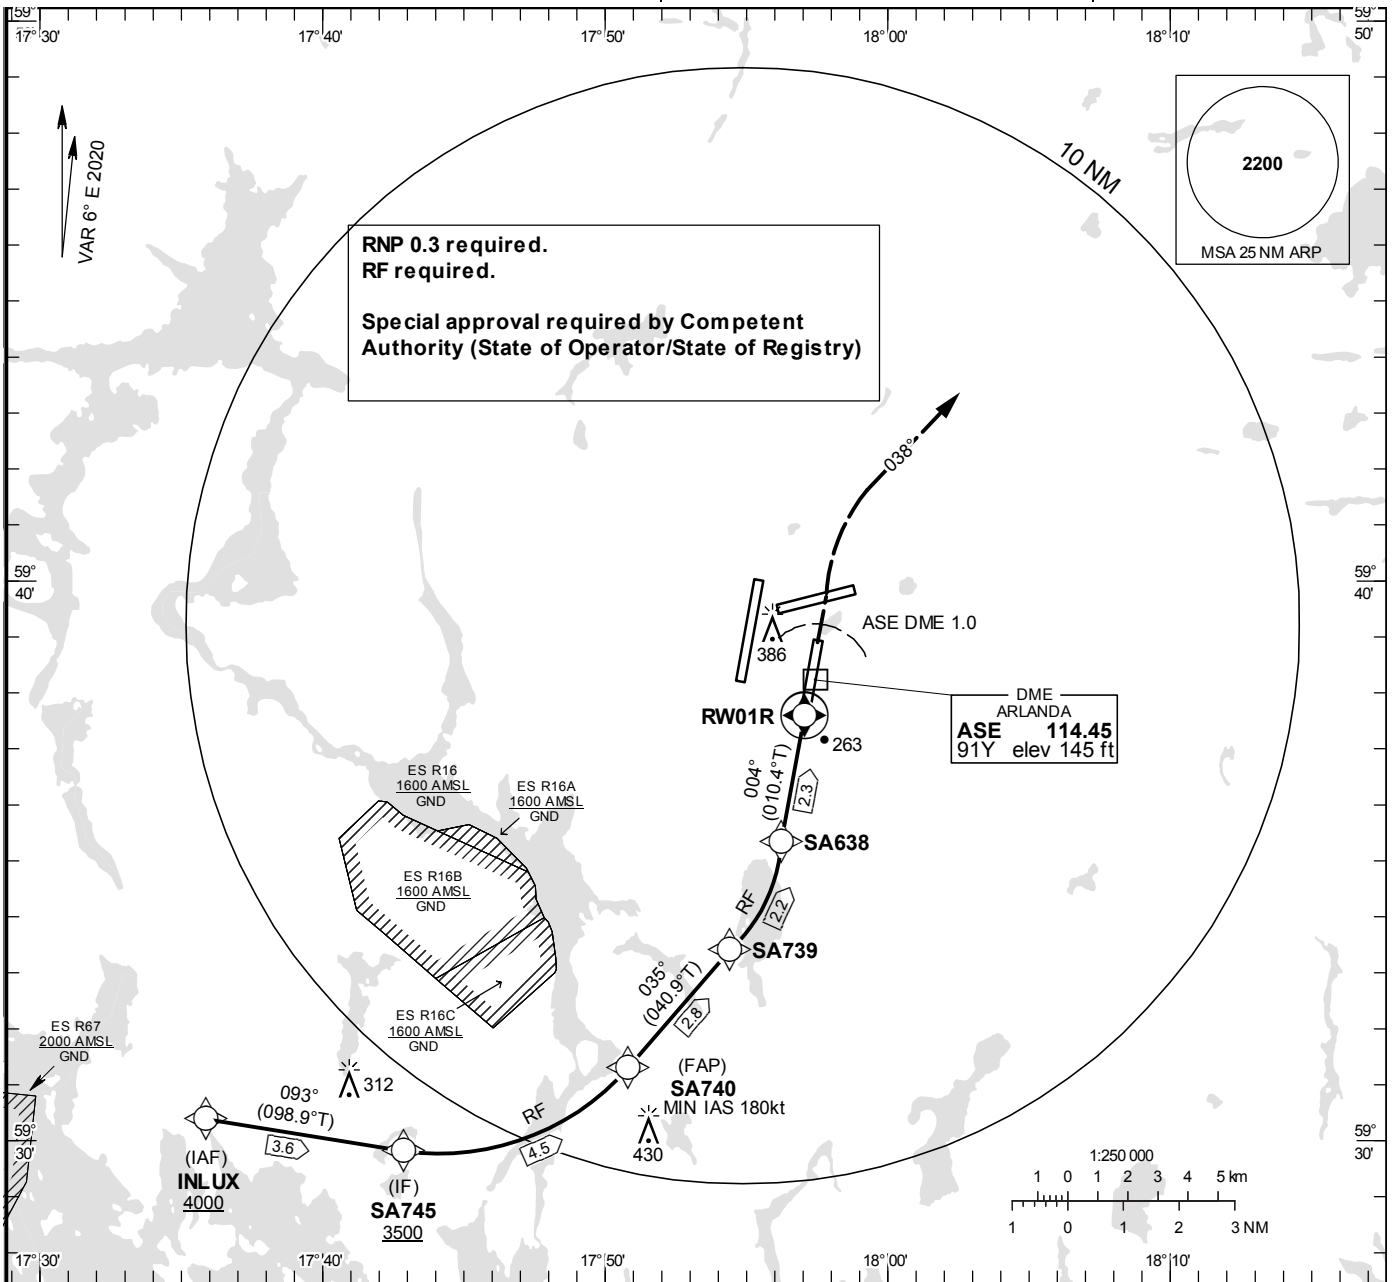 59°
17°30'
17°40'
17°50'
18°00'
18°10'
59°
50'
VAR 6° E 2020
10 NM
2200
MSA 25 NM ARP
RNP 0.3 required.
RF required.
Special approval required by Competent
Authority (State of Operator/State of Registry)
038°
59°
40'
59°
40'
386
ASE DME 1.0
RW01R
DME
ARLANDA
ASE 114.45
91Y elev 145 ft
263
004°
(010.4°T)
2.3
ES R16
1600 AMSL
GND
ES R16A
1600 AMSL
GND
SA638
ES R16B
1600 AMSL
GND
RF
2.2
SA739
035°
(040.9°T)
2.8
ES R16C
1600 AMSL
GND
ES R67
2000 AMSL
GND
312
(FAP)
SA740
MIN IAS 180kt
093°
(098.9°T)
3.6
RF
4.5
430
59°
30'
59°
30'
(IAF)
INLUX
4000
(IF)
SA745
3500
1:250 000
1 0 1 2 3 4 5 km
1 0 1 2 3 NM
17°30'
17°40'
17°50'
18°00'
18°10'